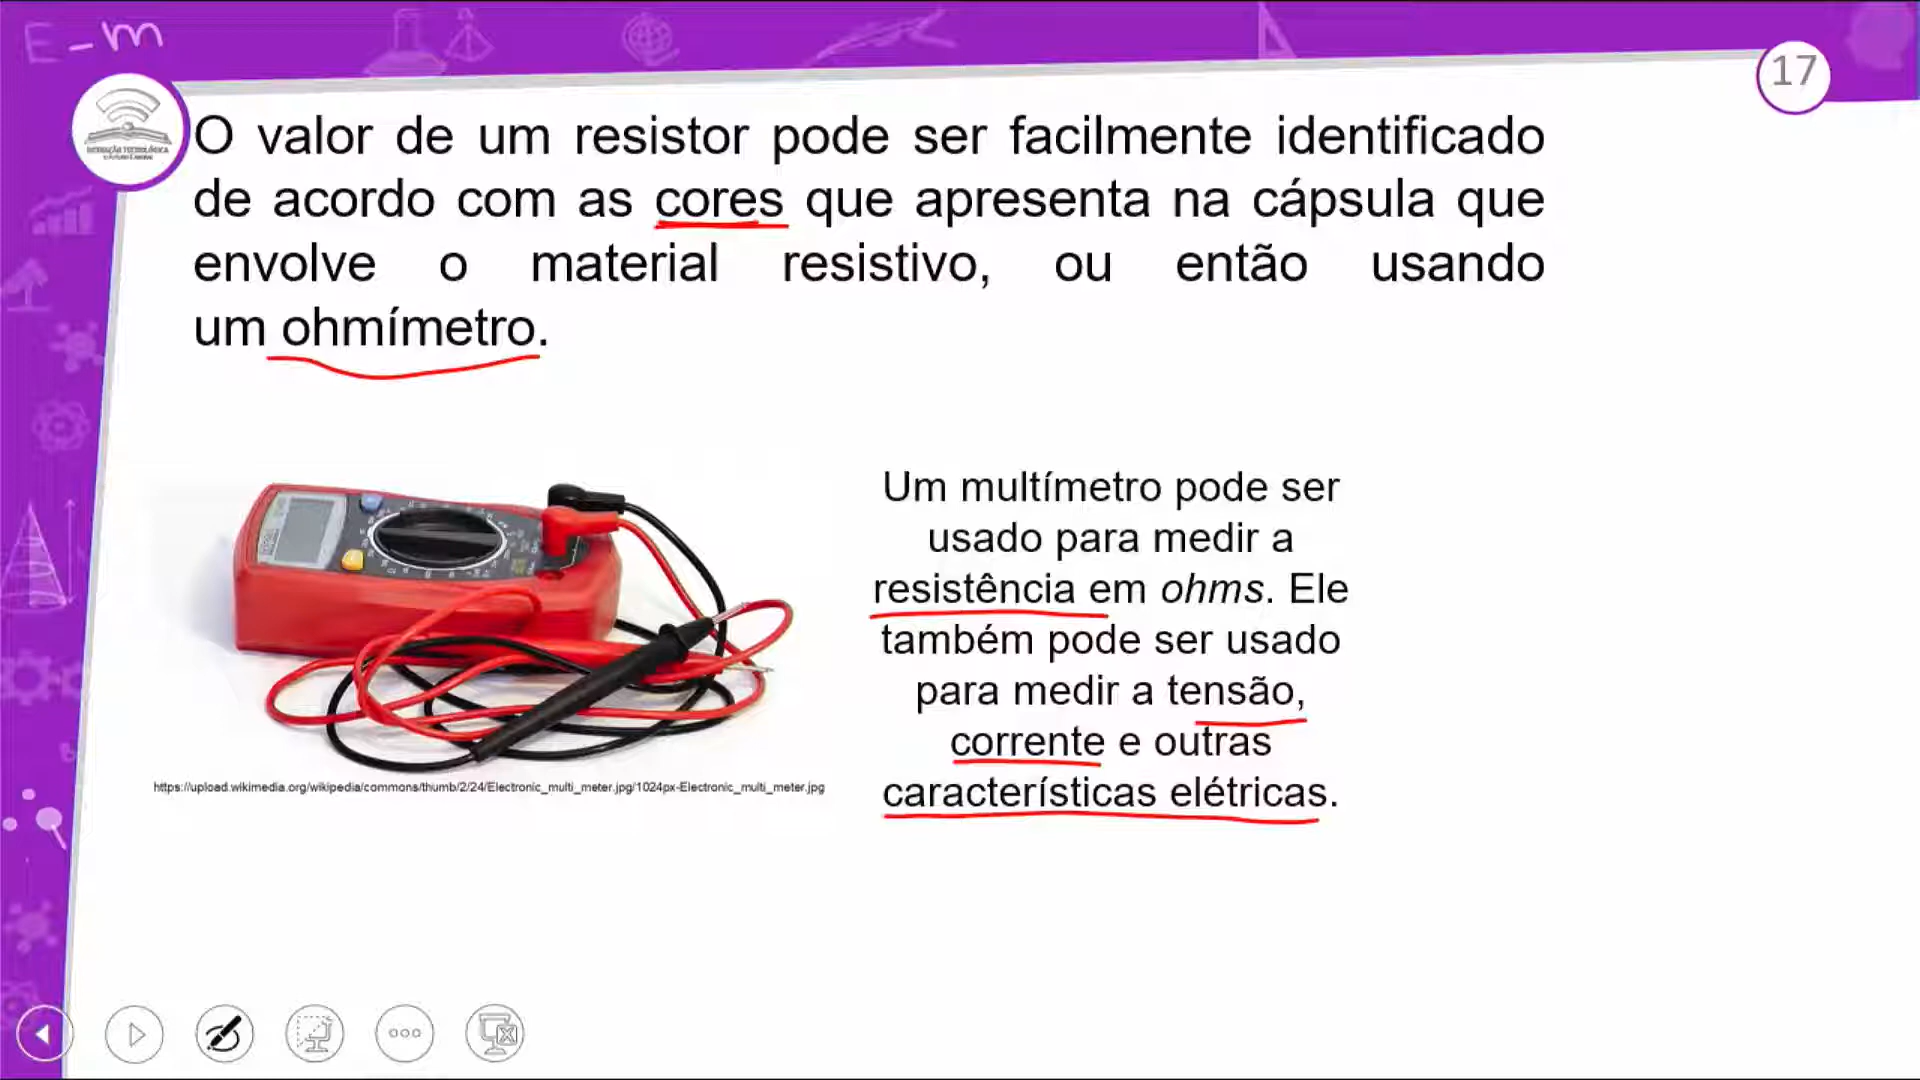 17
O valor de um resistor pode ser facilmente identificado
de acordo com as cores que apresenta na cápsula que
envolve o material resistivo, ou então usando
um ohmímetro.
Um multímetro pode ser
usado para medir a
resistência em ohms. Ele
também pode ser usado
para medir a tensão,
corrente e outras
características elétricas.
https://upload.wikimedia.org/wikipedia/commons/thumb/2/24/Electronic_multi_meter.jpg/1024px-Electronic_multi_meter.jpg